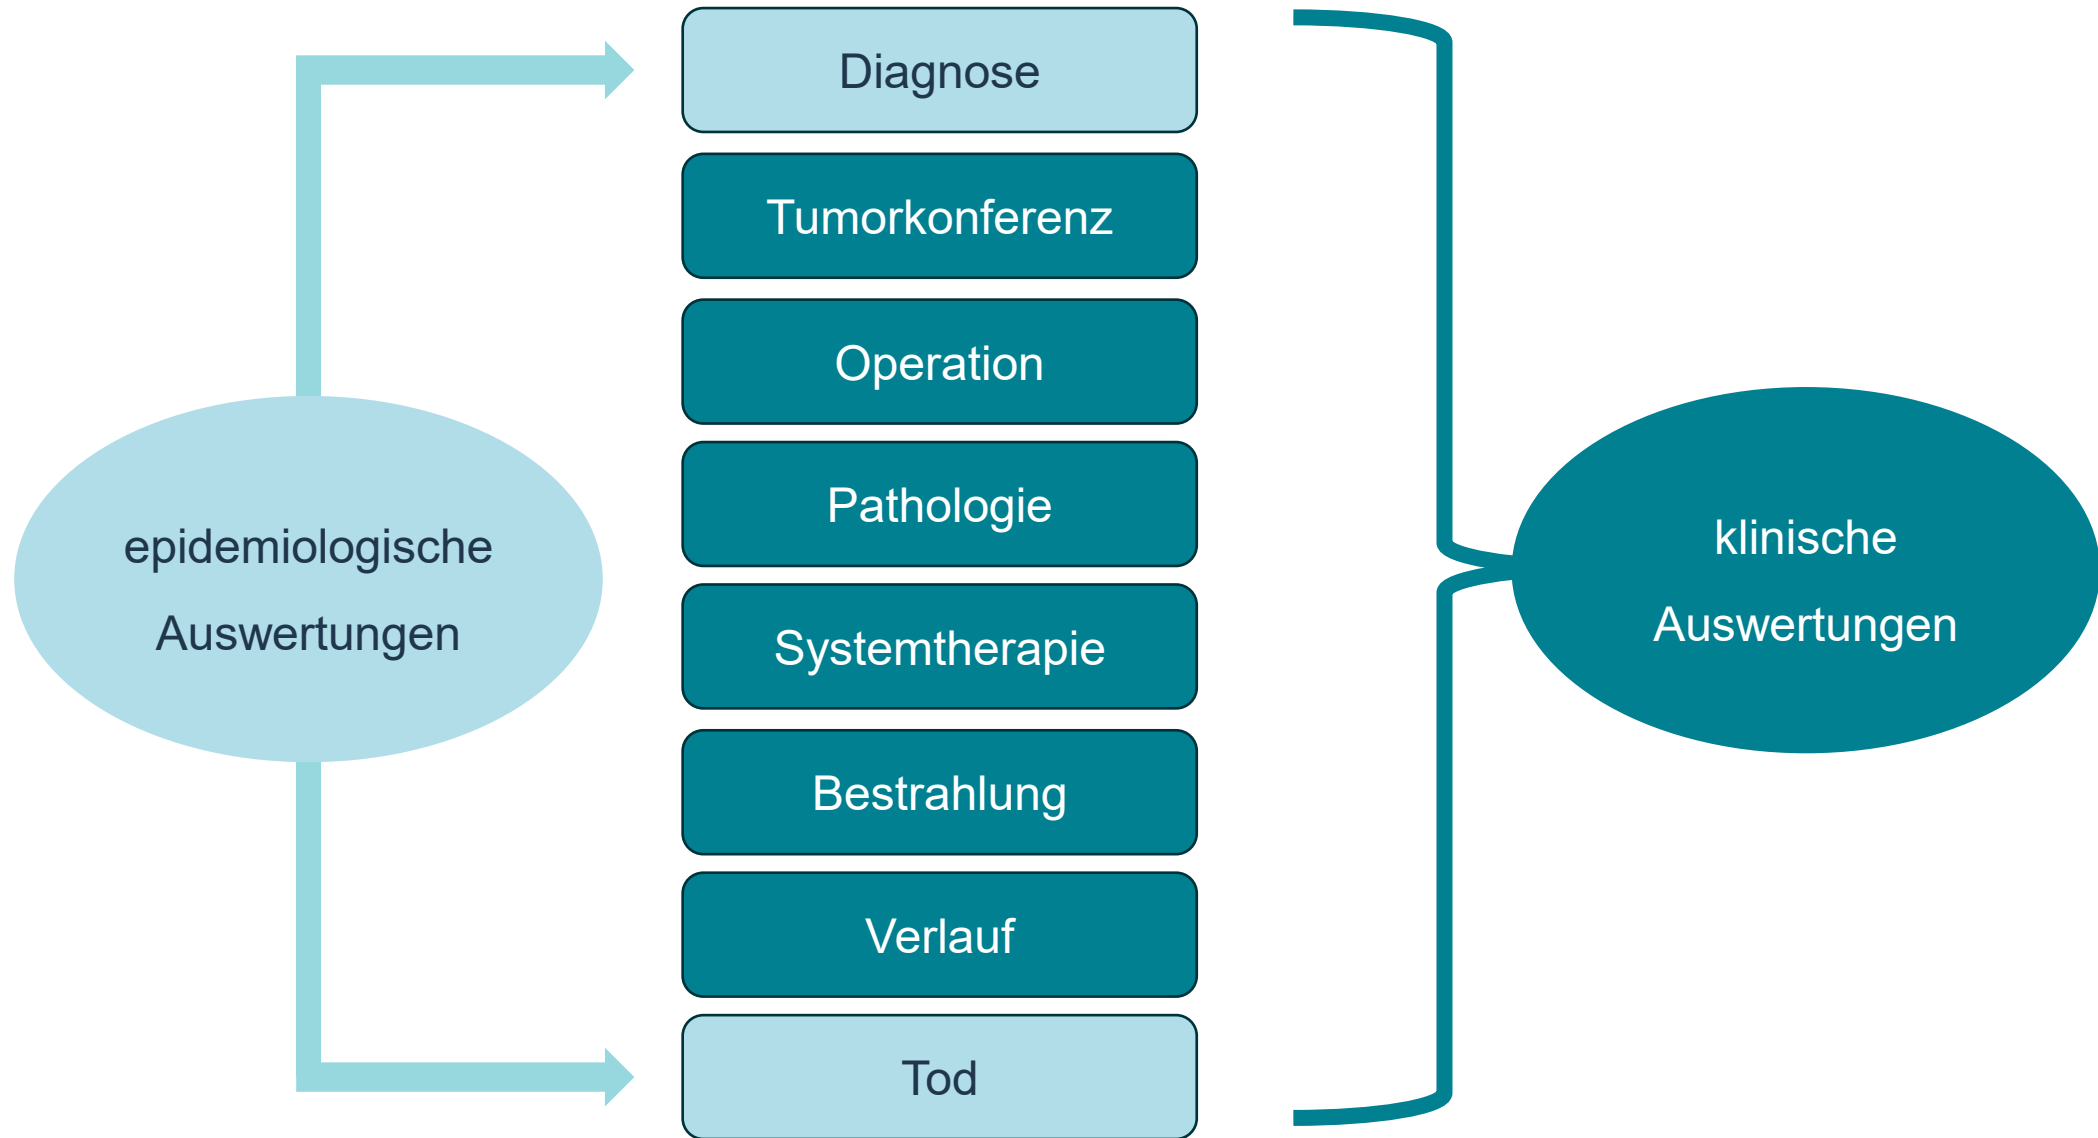 Diagnose
Tumorkonferenz
Operation
Pathologie
Systemtherapie
Bestrahlung
Verlauf
Tod
epidemiologische
Auswertungen
klinische
Auswertungen